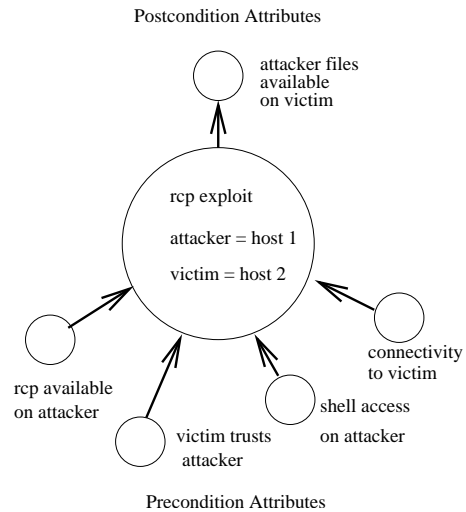 Postcondition Attributes
attacker files
available
on victim
rcp exploit
attacker = host 1
victim = host 2
rcp available
on attacker
victim trusts
attacker
shell access
on attacker
connectivity
to victim
Precondition Attributes